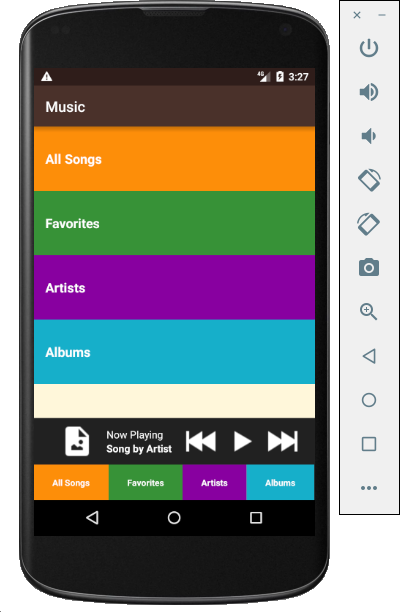 4G 3:27
Music
All Songs
Favorites
Artists
Albums
Now Playing
Song by Artist
All Songs Favorites Artists Albums